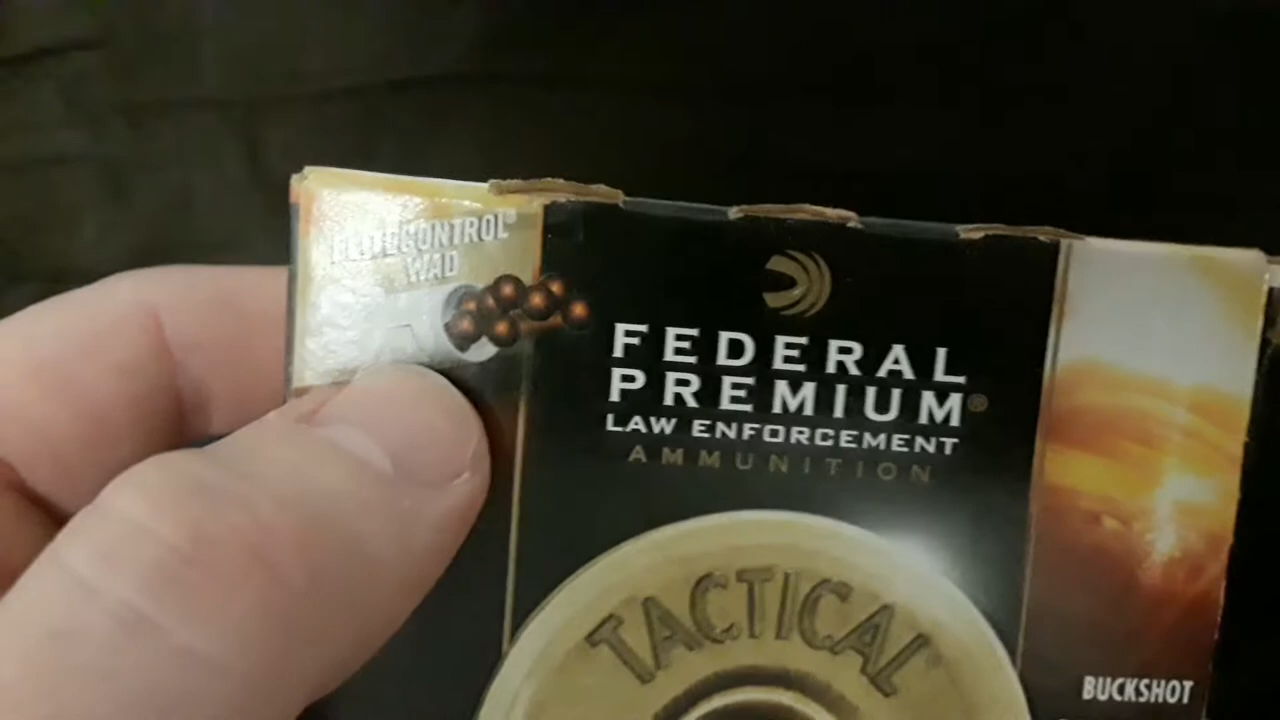 FLITECONTROL®
WAD
FEDERAL
PREMIUM®
LAW ENFORCEMENT
AMMUNITION
TACTICAL®
BUCKSHOT